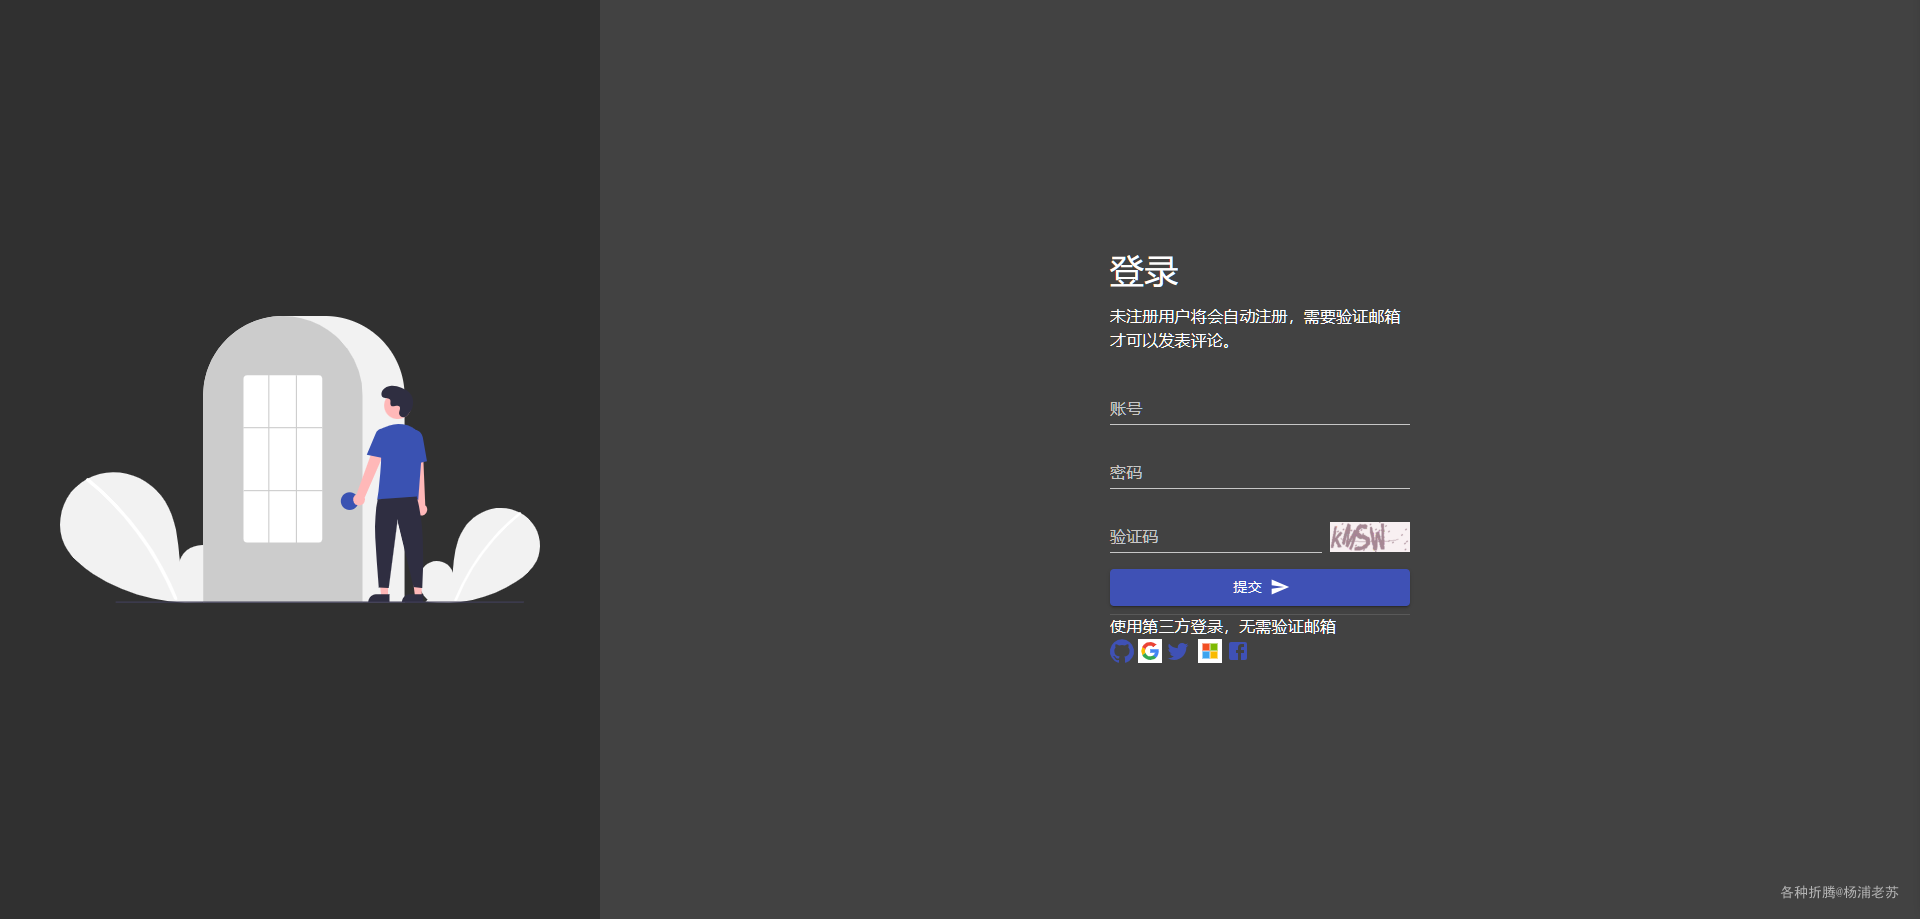 登录
未注册用户将会自动注册，需要验证邮箱
才可以发表评论。
账号
密码
验证码
kMSW
提交
使用第三方登录，无需验证邮箱
各种折腾@杨浦老苏